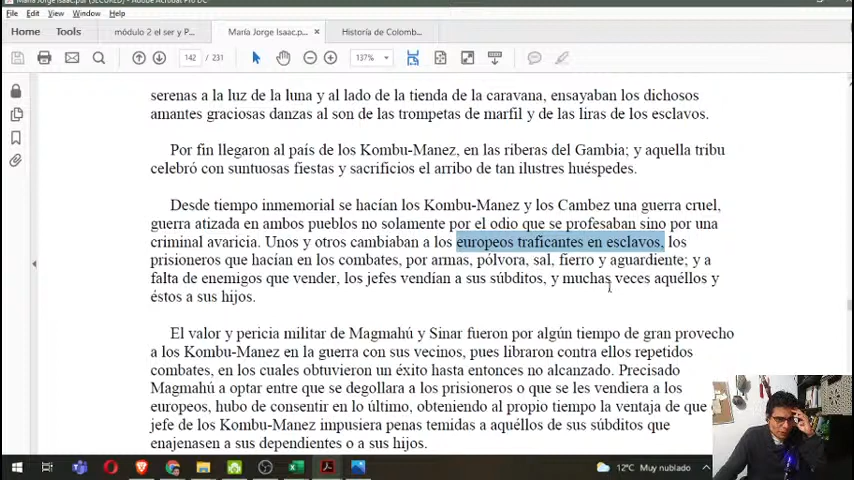 File Edit View Window Help
Home Tools módulo 2 el ser y P... María Jorge Isaac.p... × Historía de Colomb...
142 / 231 137%
serenas a la luz de la luna y al lado de la tienda de la caravana, ensayaban los dichosos
amantes graciosas danzas al son de las trompetas de marfil y de las liras de los esclavos.
Por fin llegaron al país de los Kombu-Manez, en las riberas del Gambia; y aquella tribu
celebró con suntuosas fiestas y sacrificios el arribo de tan ilustres huéspedes.
Desde tiempo inmemorial se hacían los Kombu-Manez y los Cambez una guerra cruel,
guerra atizada en ambos pueblos no solamente por el odio que se profesaban sino por una
criminal avaricia. Unos y otros cambiaban a los europeos traficantes en esclavos, los
prisioneros que hacían en los combates, por armas, pólvora, sal, fierro y aguardiente; y a
falta de enemigos que vender, los jefes vendían a sus súbditos, y muchas veces aquéllos y
éstos a sus hijos.
El valor y pericia militar de Magmahú y Sinar fueron por algún tiempo de gran provecho
a los Kombu-Manez en la guerra con sus vecinos, pues libraron contra ellos repetidos
combates, en los cuales obtuvieron un éxito hasta entonces no alcanzado. Precisado
Magmahú a optar entre que se degollara a los prisioneros o que se les vendiera a los
europeos, hubo de consentir en lo último, obteniendo al propio tiempo la ventaja de que
jefe de los Kombu-Manez impusiera penas temidas a aquéllos de sus súbditos que
enajenasen a sus dependientes o a sus hijos.
12°C Muy nublado